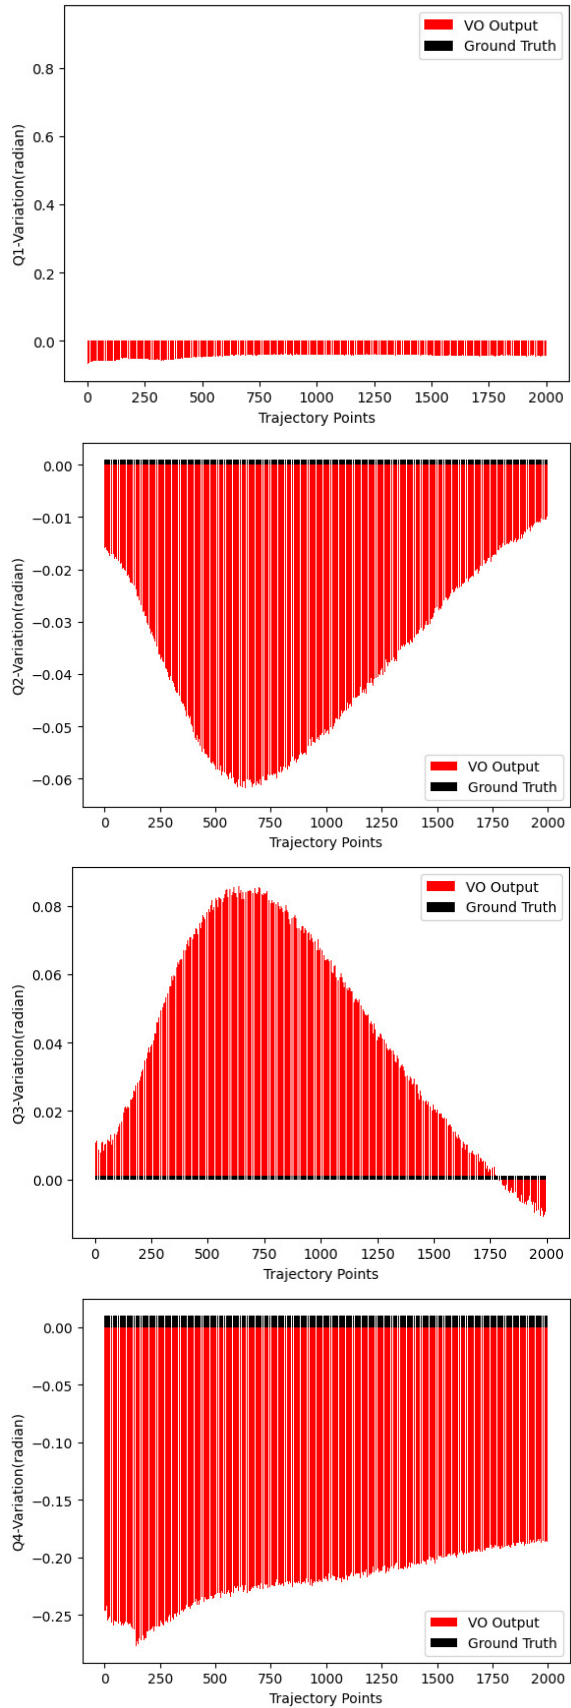 VO Output
Ground Truth
0.8
0.6
0.4
0.2
0.0
Q1-Variation(radian)
0 250 500 750 1000 1250 1500 1750 2000
Trajectory Points
0.00
−0.01
−0.02
−0.03
−0.04
−0.05
−0.06
Q2-Variation(radian)
VO Output
Ground Truth
0 250 500 750 1000 1250 1500 1750 2000
Trajectory Points
VO Output
Ground Truth
0.08
0.06
0.04
0.02
0.00
Q3-Variation(radian)
0 250 500 750 1000 1250 1500 1750 2000
Trajectory Points
0.00
−0.05
−0.10
−0.15
−0.20
−0.25
Q4-Variation(radian)
VO Output
Ground Truth
0 250 500 750 1000 1250 1500 1750 2000
Trajectory Points